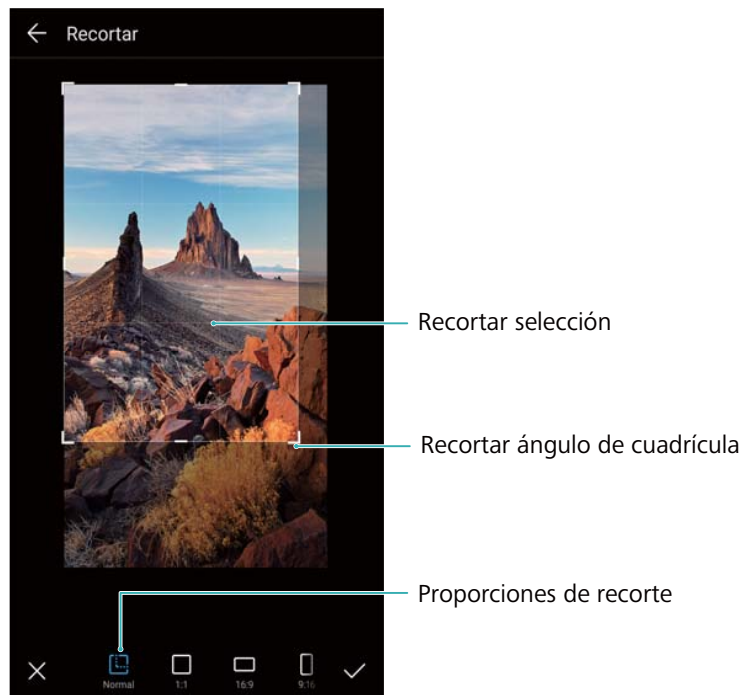 Recortar
Recortar selección
Recortar ángulo de cuadrícula
Proporciones de recorte
Normal
1:1
16:9
9:16